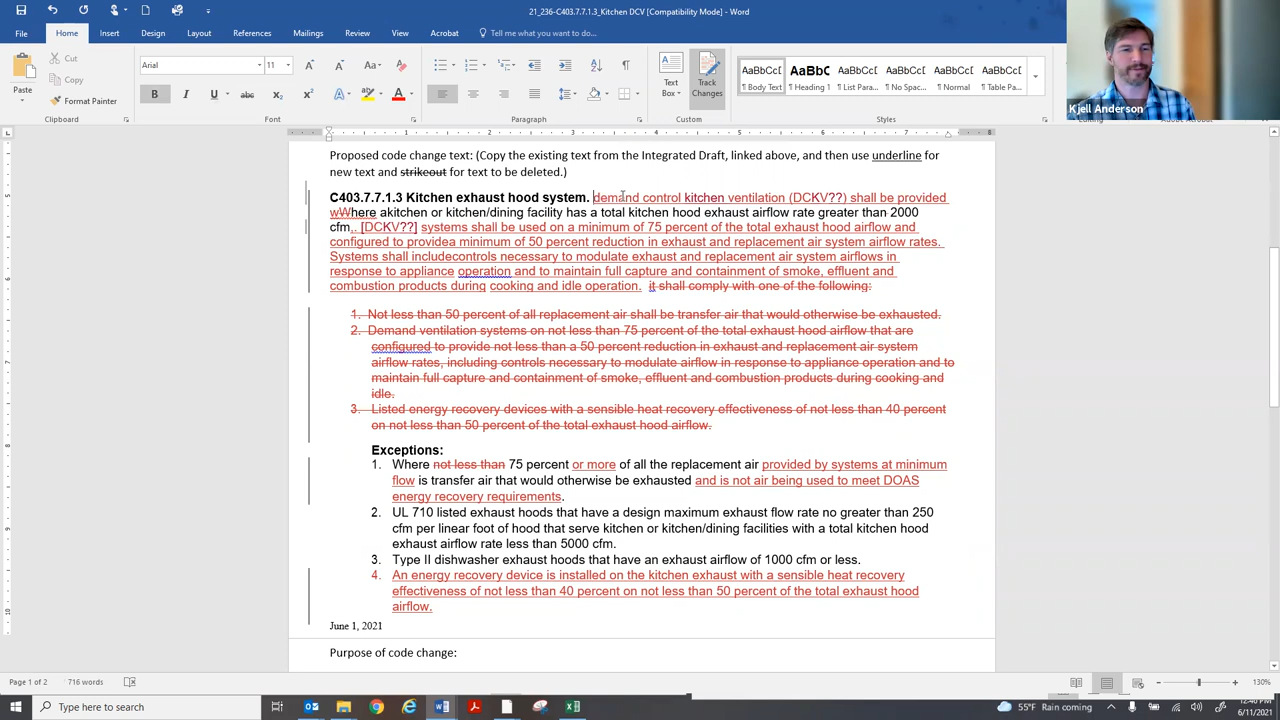 21_236-C403.7.7.1.3_Kitchen DCV [Compatibility Mode] - Word
File Home Insert Design Layout References Mailings Review View Acrobat Tell me what you want to do...
Paste Cut Copy Format Painter
Arial 11
Text Box Track Changes
AaBbCcD AaBbC AaBbCcD AaBbCcD AaBbCcD AaBbCcD
¶ Body Text ¶ Heading 1 ¶ List Para... ¶ No Spac... ¶ Normal ¶ Table Pa...
Clipboard Font Paragraph Custom Styles Editing Adobe Acrobat
Kjell Anderson
Proposed code change text: (Copy the existing text from the Integrated Draft, linked above, and then use underline for
new text and strikeout for text to be deleted.)
C403.7.7.1.3 Kitchen exhaust hood system. demand control kitchen ventilation (DCKV??) shall be provided
wWhere akitchen or kitchen/dining facility has a total kitchen hood exhaust airflow rate greater than 2000
cfm,. [DCKV??] systems shall be used on a minimum of 75 percent of the total exhaust hood airflow and
configured to providea minimum of 50 percent reduction in exhaust and replacement air system airflow rates.
Systems shall includecontrols necessary to modulate exhaust and replacement air system airflows in
response to appliance operation and to maintain full capture and containment of smoke, effluent and
combustion products during cooking and idle operation. it shall comply with one of the following:
1. Not less than 50 percent of all replacement air shall be transfer air that would otherwise be exhausted.
2. Demand ventilation systems on not less than 75 percent of the total exhaust hood airflow that are
configured to provide not less than a 50 percent reduction in exhaust and replacement air system
airflow rates, including controls necessary to modulate airflow in response to appliance operation and to
maintain full capture and containment of smoke, effluent and combustion products during cooking and
idle.
3. Listed energy recovery devices with a sensible heat recovery effectiveness of not less than 40 percent
on not less than 50 percent of the total exhaust hood airflow.
Exceptions:
1. Where not less than 75 percent or more of all the replacement air provided by systems at minimum
flow is transfer air that would otherwise be exhausted and is not air being used to meet DOAS
energy recovery requirements.
2. UL 710 listed exhaust hoods that have a design maximum exhaust flow rate no greater than 250
cfm per linear foot of hood that serve kitchen or kitchen/dining facilities with a total kitchen hood
exhaust airflow rate less than 5000 cfm.
3. Type II dishwasher exhaust hoods that have an exhaust airflow of 1000 cfm or less.
4. An energy recovery device is installed on the kitchen exhaust with a sensible heat recovery
effectiveness of not less than 40 percent on not less than 50 percent of the total exhaust hood
airflow.
June 1, 2021
Purpose of code change:
Page 1 of 2 716 words 130%
Type here to search 55°F Raining now 12:46 PM
6/11/2021